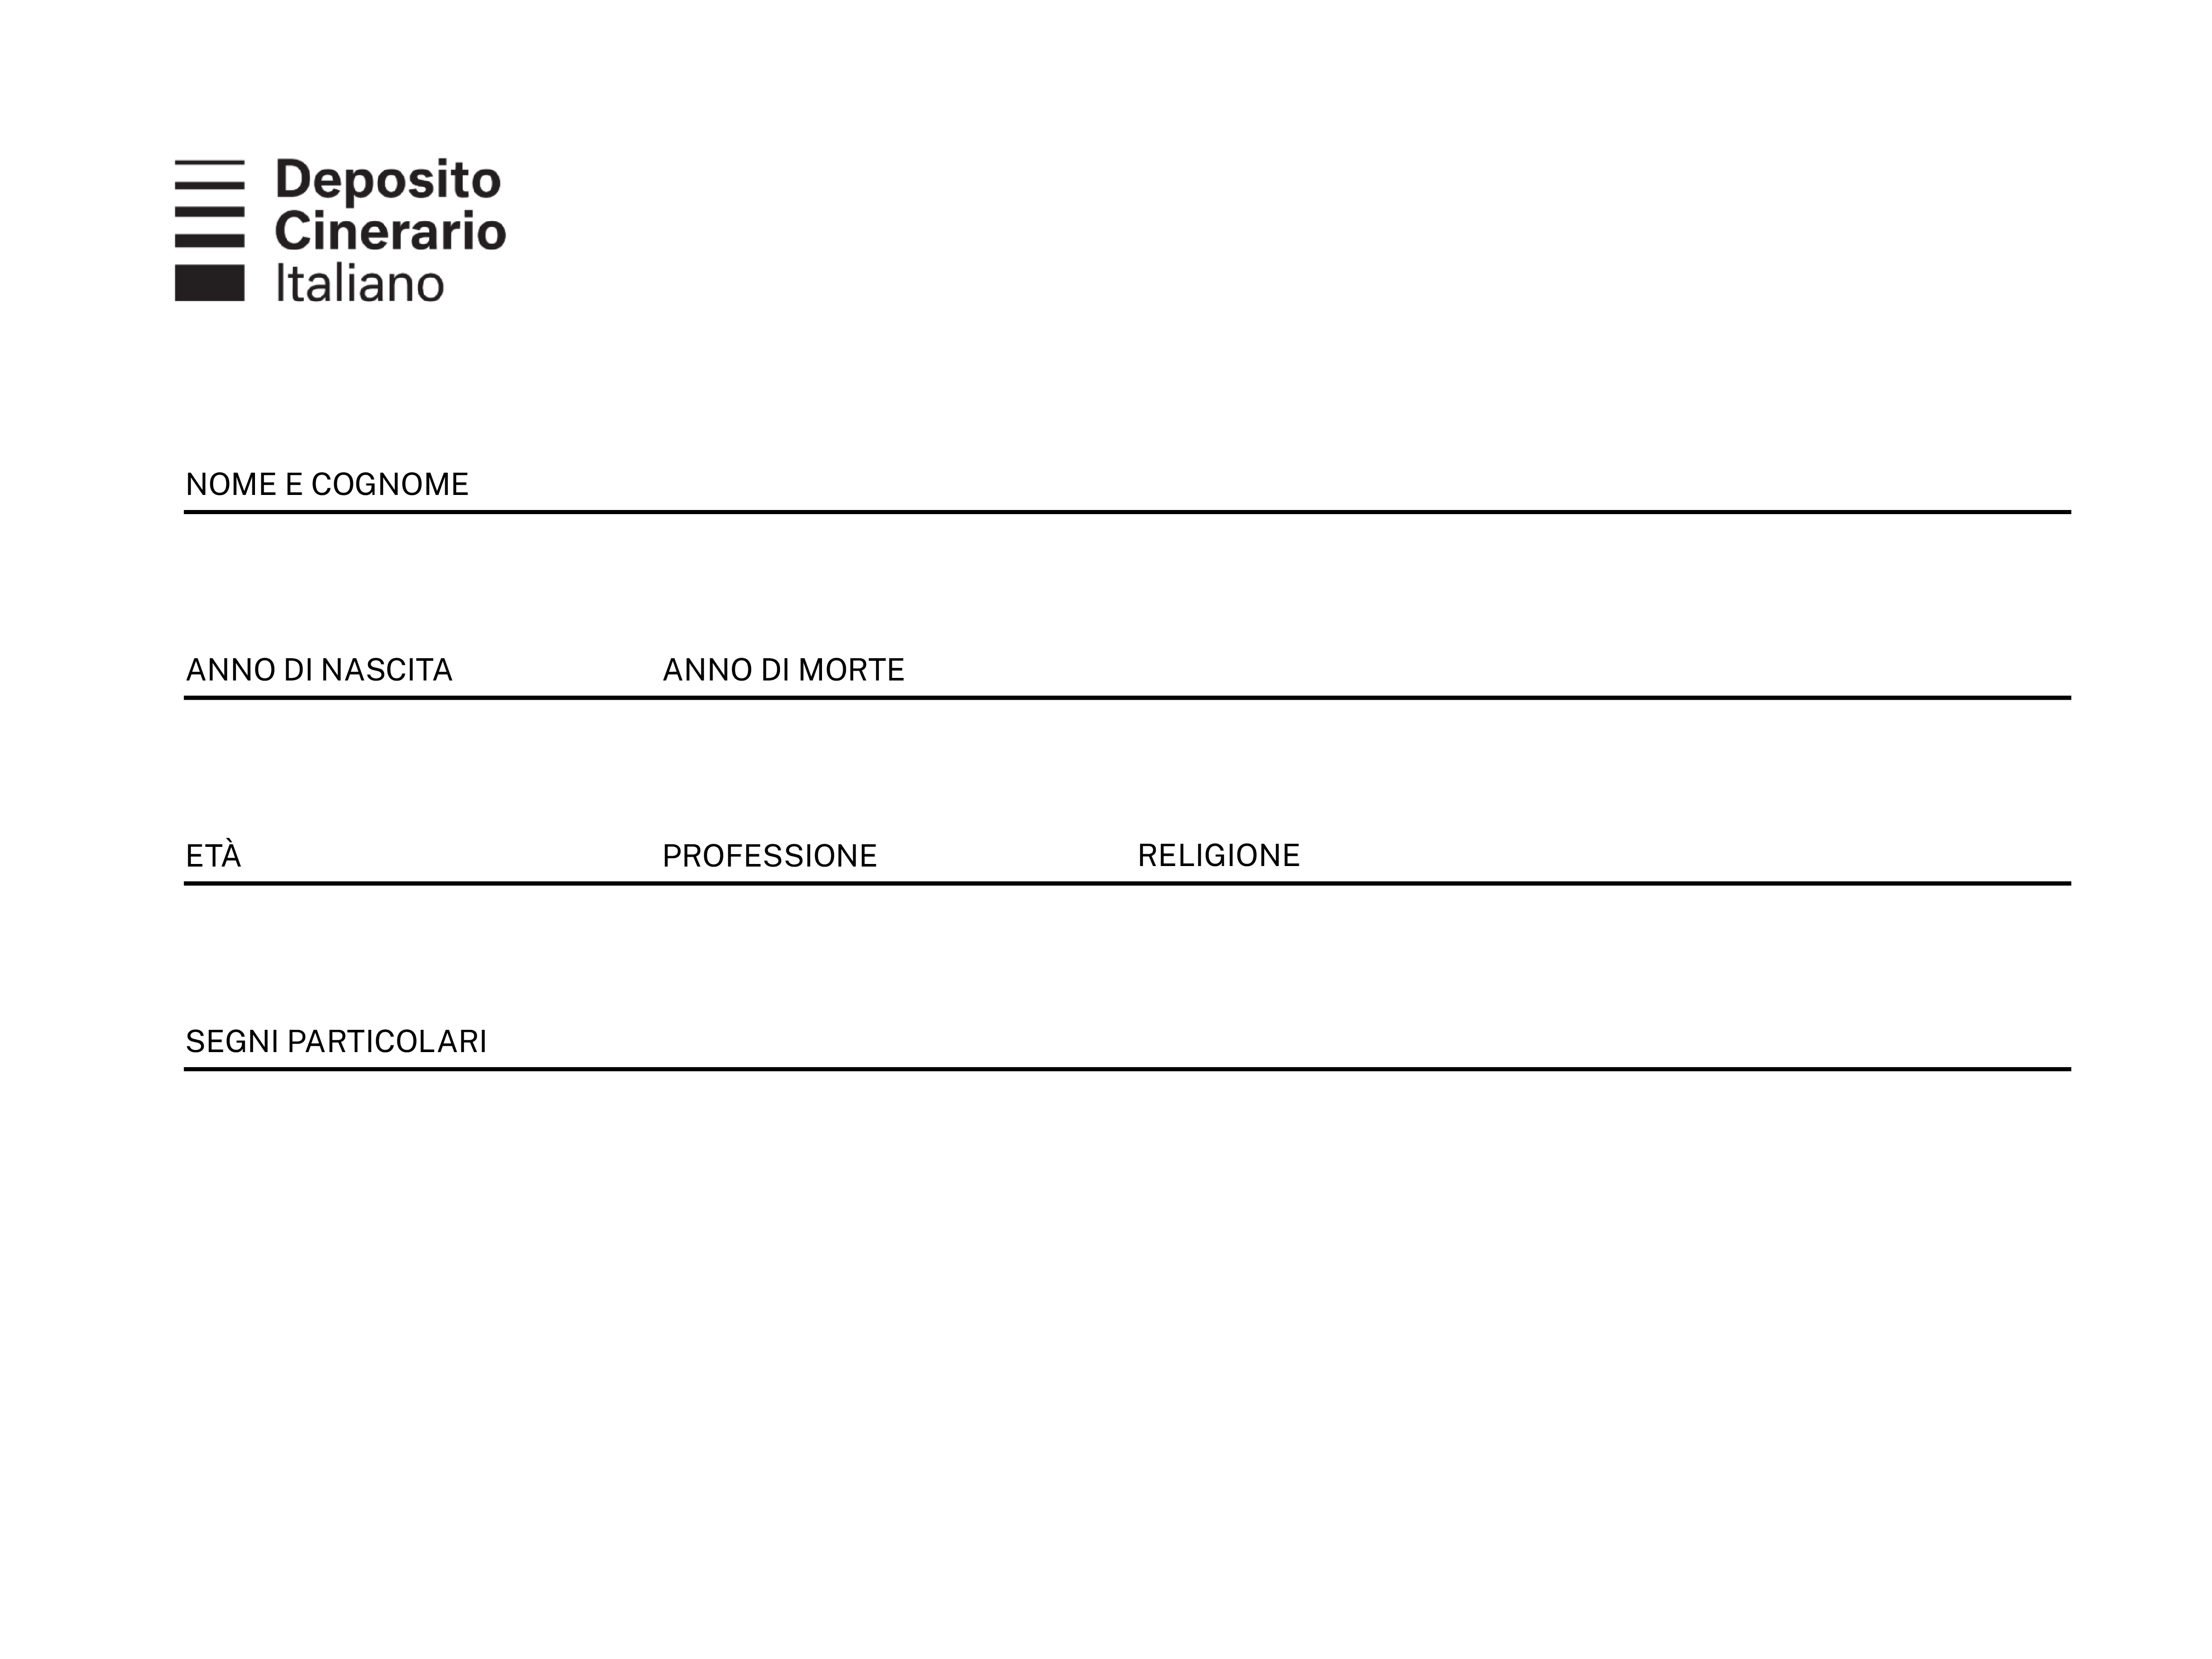 Deposito
Cinerario
Italiano
NOME E COGNOME
ANNO DI NASCITA ANNO DI MORTE
ETÀ PROFESSIONE RELIGIONE
SEGNI PARTICOLARI